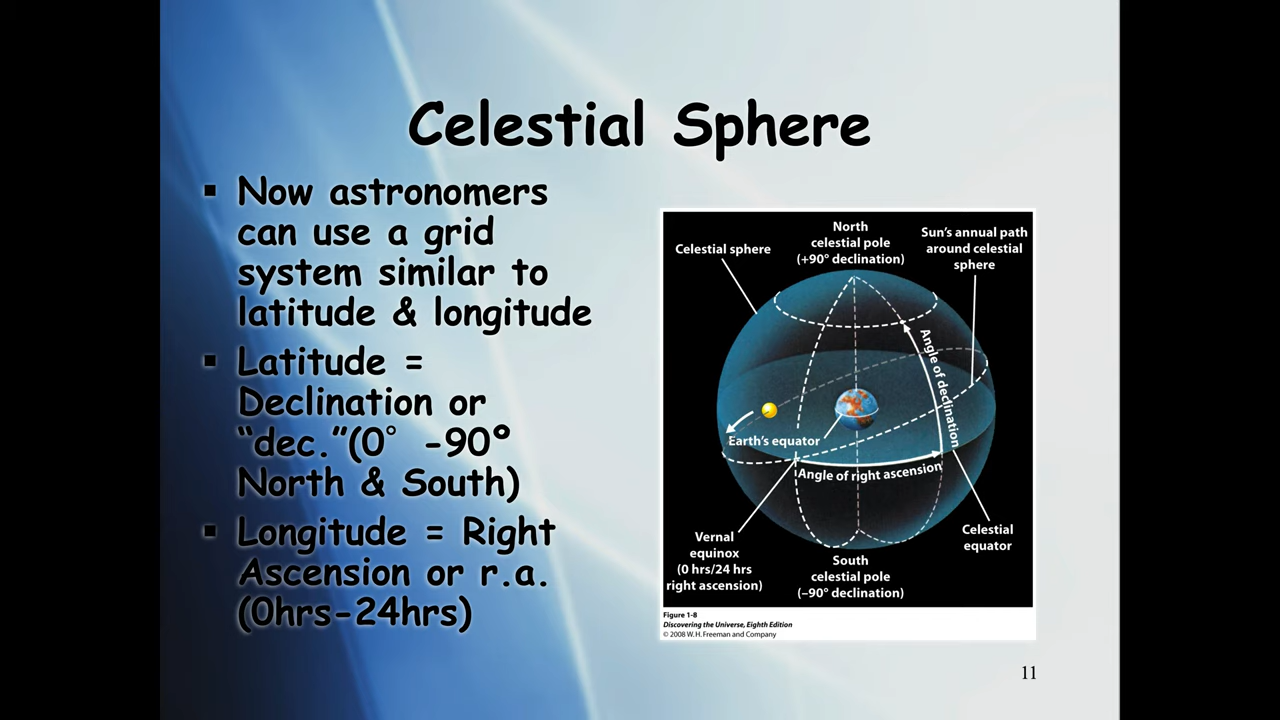 Celestial Sphere
▪ Now astronomers
can use a grid
system similar to
latitude & longitude
▪ Latitude =
Declination or
“dec.”(0° -90º
North & South)
▪ Longitude = Right
Ascension or r.a.
(0hrs-24hrs)
Celestial sphere
North
celestial pole
(+90° declination)
Sun’s annual path
around celestial
sphere
Angle of declination
Earth’s equator
Angle of right ascension
Vernal
equinox
(0 hrs/24 hrs
right ascension)
South
celestial pole
(–90° declination)
Celestial
equator
Figure 1-8
Discovering the Universe, Eighth Edition
© 2008 W. H. Freeman and Company
11